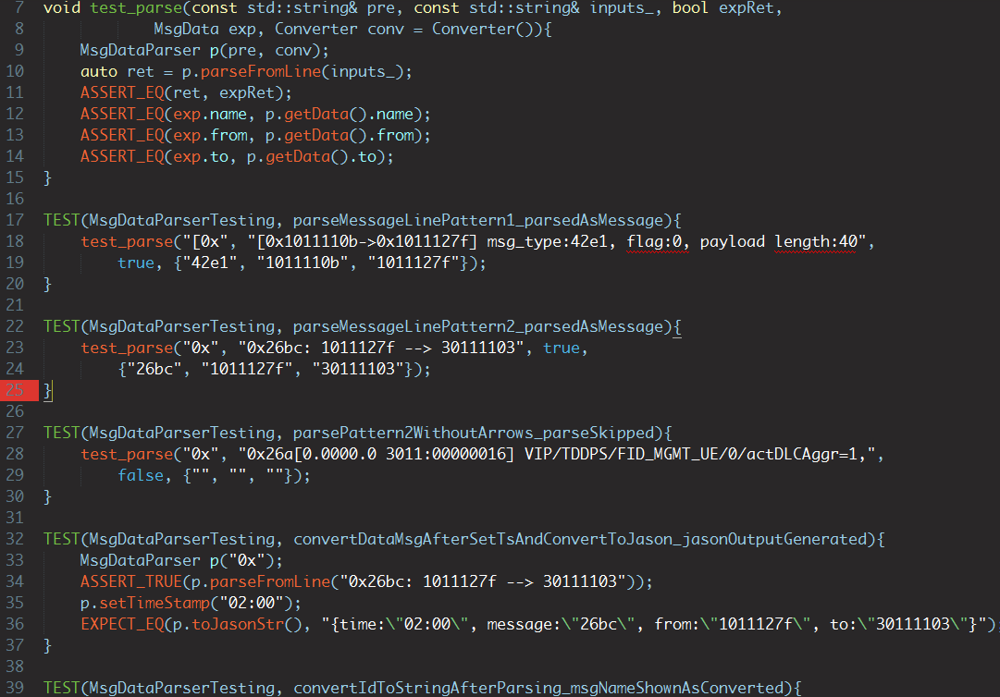 7 void test_parse(const std::string& pre, const std::string& inputs_, bool expRet,
8 MsgData exp, Converter conv = Converter()){
9 MsgDataParser p(pre, conv);
10 auto ret = p.parseFromLine(inputs_);
11 ASSERT_EQ(ret, expRet);
12 ASSERT_EQ(exp.name, p.getData().name);
13 ASSERT_EQ(exp.from, p.getData().from);
14 ASSERT_EQ(exp.to, p.getData().to);
15 }
16
17 TEST(MsgDataParserTesting, parseMessageLinePattern1_parsedAsMessage){
18 test_parse("[0x", "[0x1011110b->0x1011127f] msg_type:42e1, flag:0, payload length:40",
19 true, {"42e1", "1011110b", "1011127f"});
20 }
21
22 TEST(MsgDataParserTesting, parseMessageLinePattern2_parsedAsMessage){
23 test_parse("0x", "0x26bc: 1011127f --> 30111103", true,
24 {"26bc", "1011127f", "30111103"});
25 }
26
27 TEST(MsgDataParserTesting, parsePattern2WithoutArrows_parseSkipped){
28 test_parse("0x", "0x26a[0.0000.0 3011:00000016] VIP/TDDPS/FID_MGMT_UE/0/actDLCAggr=1,",
29 false, {"", "", ""});
30 }
31
32 TEST(MsgDataParserTesting, convertDataMsgAfterSetTsAndConvertToJason_jasonOutputGenerated){
33 MsgDataParser p("0x");
34 ASSERT_TRUE(p.parseFromLine("0x26bc: 1011127f --> 30111103"));
35 p.setTimeStamp("02:00");
36 EXPECT_EQ(p.toJasonStr(), "{time:\"02:00\", message:\"26bc\", from:\"1011127f\", to:\"30111103\"}")
37 }
38
39 TEST(MsgDataParserTesting, convertIdToStringAfterParsing_msgNameShownAsConverted){